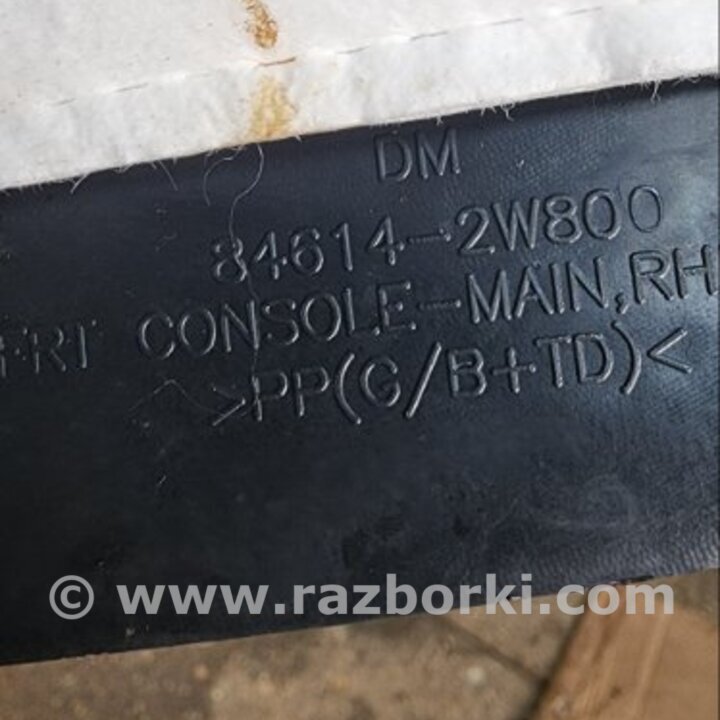 DM
84614-2W800
FRT CONSOLE-MAIN,RH
>PP(G/B+TD)<
© www.razborki.com